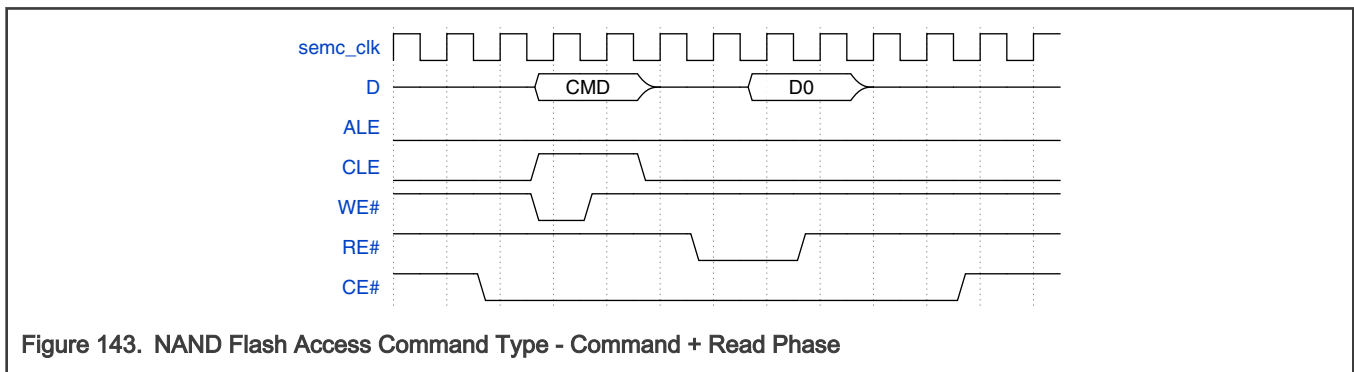 semc_clk
D CMD D0
ALE
CLE
WE#
RE#
CE#
Figure 143. NAND Flash Access Command Type - Command + Read Phase